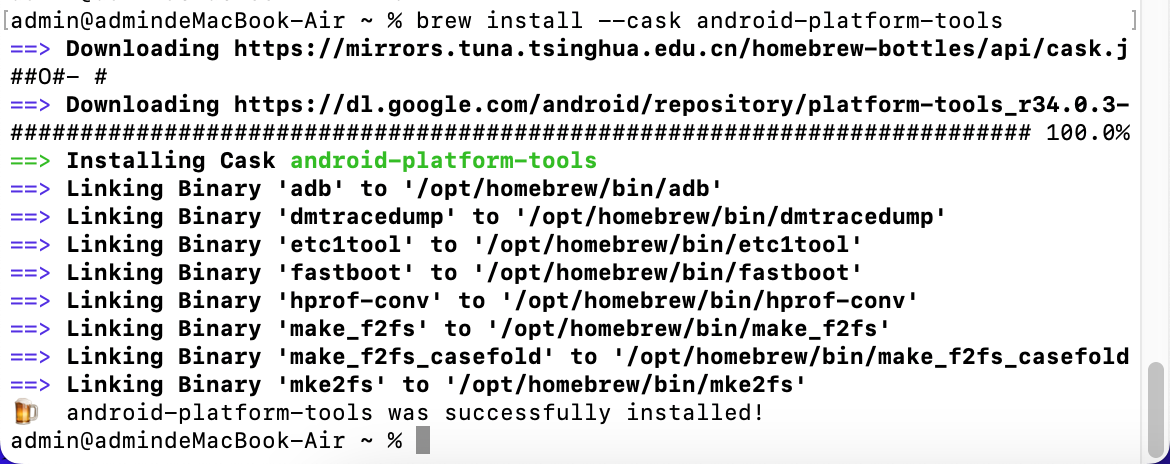 [admin@admindeMacBook-Air ~ % brew install --cask android-platform-tools ]
==> Downloading https://mirrors.tuna.tsinghua.edu.cn/homebrew-bottles/api/cask.j
##O#- #
==> Downloading https://dl.google.com/android/repository/platform-tools_r34.0.3-
######################################################################### 100.0%
==> Installing Cask android-platform-tools
==> Linking Binary 'adb' to '/opt/homebrew/bin/adb'
==> Linking Binary 'dmtracedump' to '/opt/homebrew/bin/dmtracedump'
==> Linking Binary 'etc1tool' to '/opt/homebrew/bin/etc1tool'
==> Linking Binary 'fastboot' to '/opt/homebrew/bin/fastboot'
==> Linking Binary 'hprof-conv' to '/opt/homebrew/bin/hprof-conv'
==> Linking Binary 'make_f2fs' to '/opt/homebrew/bin/make_f2fs'
==> Linking Binary 'make_f2fs_casefold' to '/opt/homebrew/bin/make_f2fs_casefold
==> Linking Binary 'mke2fs' to '/opt/homebrew/bin/mke2fs'
🍺 android-platform-tools was successfully installed!
admin@admindeMacBook-Air ~ %